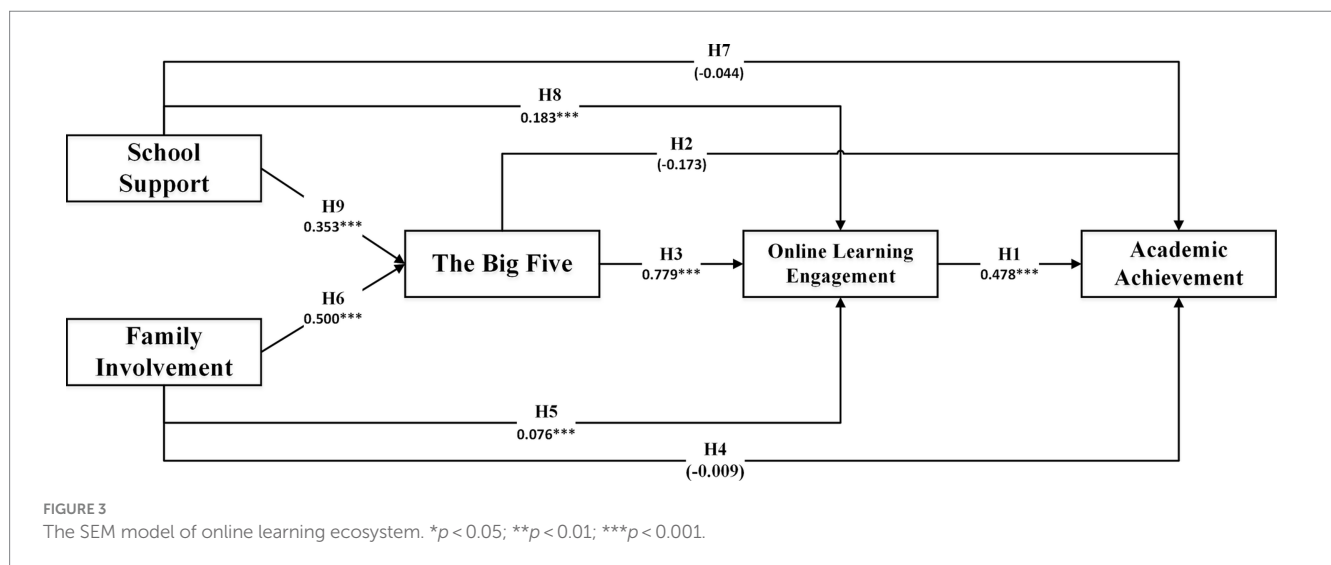 H7
(-0.044)
H8
0.183***
H2
(-0.173)
School
Support
H9
0.353***
The Big Five
H3
0.779***
Online Learning
Engagement
H1
0.478***
Academic
Achievement
H6
0.500***
Family
Involvement
H5
0.076***
H4
(-0.009)
FIGURE 3
The SEM model of online learning ecosystem. *p < 0.05; **p < 0.01; ***p < 0.001.